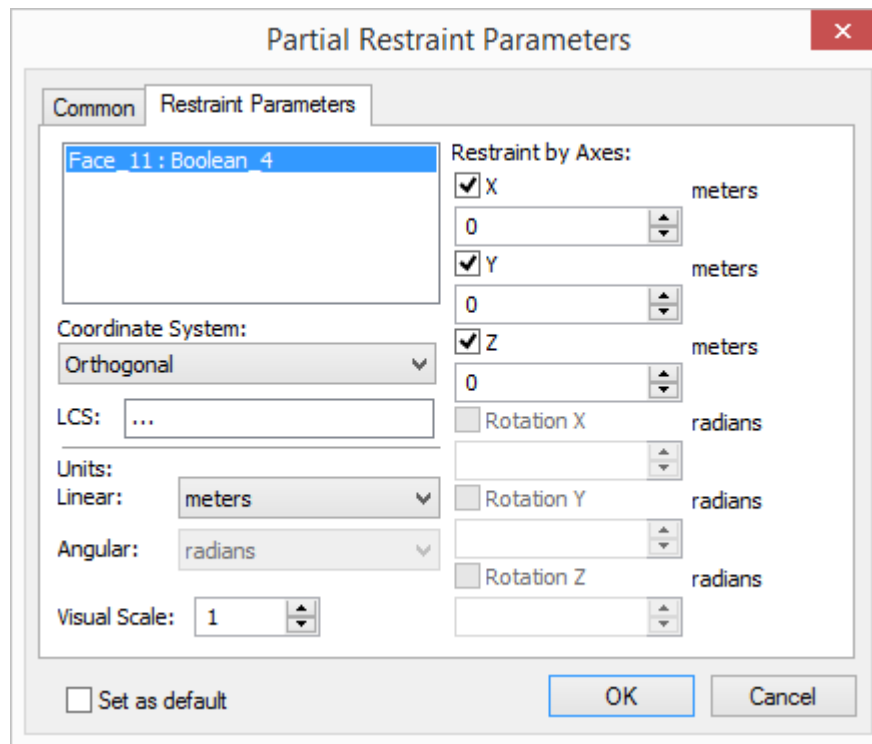 Partial Restraint Parameters
Common
Restraint Parameters
Face_11 : Boolean_4
Coordinate System:
Orthogonal
LCS: ...
Units:
Linear: meters
Angular: radians
Visual Scale: 1
Restraint by Axes:
X meters
0
Y meters
0
Z meters
0
Rotation X radians
Rotation Y radians
Rotation Z radians
Set as default
OK
Cancel